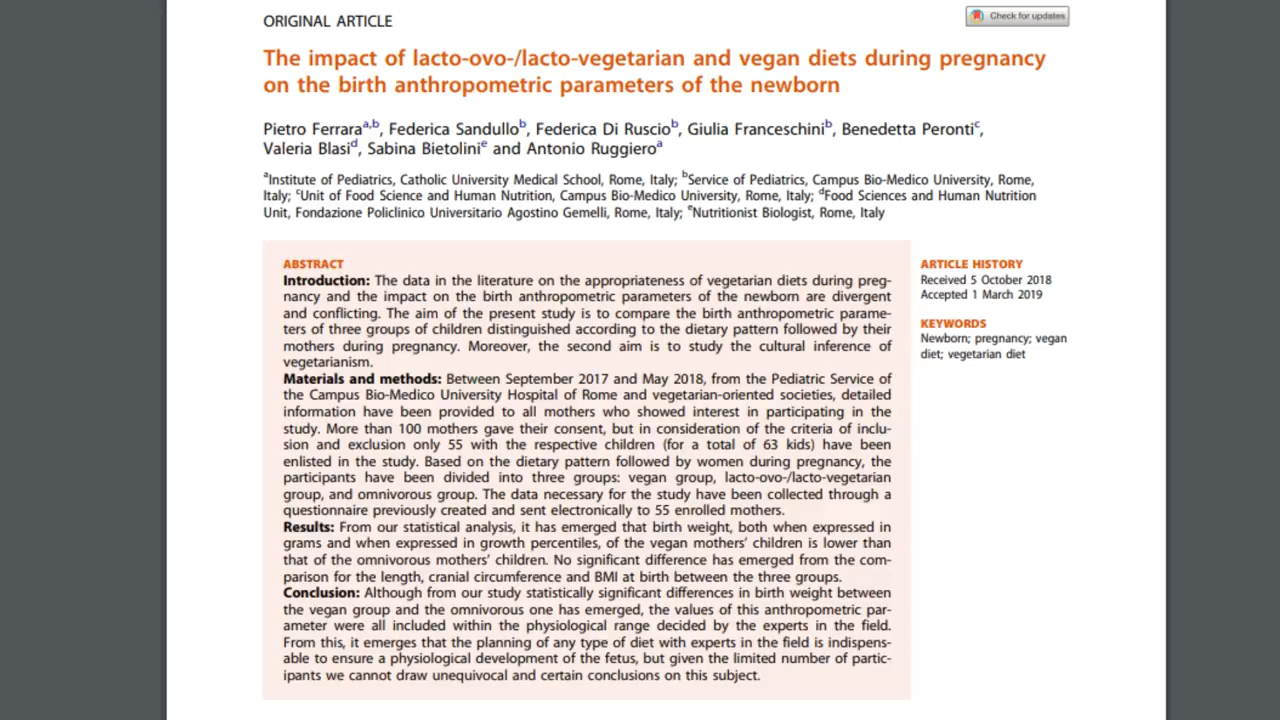 ORIGINAL ARTICLE
Check for updates
The impact of lacto-ovo-/lacto-vegetarian and vegan diets during pregnancy
on the birth anthropometric parameters of the newborn
Pietro Ferraraa,b, Federica Sandullob, Federica Di Rusciob, Giulia Franceschinib, Benedetta Perontic,
Valeria Blasid, Sabina Bietolinie and Antonio Ruggieroa
aInstitute of Pediatrics, Catholic University Medical School, Rome, Italy; bService of Pediatrics, Campus Bio-Medico University, Rome,
Italy; cUnit of Food Science and Human Nutrition, Campus Bio-Medico University, Rome, Italy; dFood Sciences and Human Nutrition
Unit, Fondazione Policlinico Universitario Agostino Gemelli, Rome, Italy; eNutritionist Biologist, Rome, Italy
ABSTRACT
Introduction: The data in the literature on the appropriateness of vegetarian diets during preg-
nancy and the impact on the birth anthropometric parameters of the newborn are divergent
and conflicting. The aim of the present study is to compare the birth anthropometric parame-
ters of three groups of children distinguished according to the dietary pattern followed by their
mothers during pregnancy. Moreover, the second aim is to study the cultural inference of
vegetarianism.
Materials and methods: Between September 2017 and May 2018, from the Pediatric Service of
the Campus Bio-Medico University Hospital of Rome and vegetarian-oriented societies, detailed
information have been provided to all mothers who showed interest in participating in the
study. More than 100 mothers gave their consent, but in consideration of the criteria of inclu-
sion and exclusion only 55 with the respective children (for a total of 63 kids) have been
enlisted in the study. Based on the dietary pattern followed by women during pregnancy, the
participants have been divided into three groups: vegan group, lacto-ovo-/lacto-vegetarian
group, and omnivorous group. The data necessary for the study have been collected through a
questionnaire previously created and sent electronically to 55 enrolled mothers.
Results: From our statistical analysis, it has emerged that birth weight, both when expressed in
grams and when expressed in growth percentiles, of the vegan mothers' children is lower than
that of the omnivorous mothers' children. No significant difference has emerged from the com-
parison for the length, cranial circumference and BMI at birth between the three groups.
Conclusion: Although from our study statistically significant differences in birth weight between
the vegan group and the omnivorous one has emerged, the values of this anthropometric par-
ameter were all included within the physiological range decided by the experts in the field.
From this, it emerges that the planning of any type of diet with experts in the field is indispens-
able to ensure a physiological development of the fetus, but given the limited number of partic-
ipants we cannot draw unequivocal and certain conclusions on this subject.
ARTICLE HISTORY
Received 5 October 2018
Accepted 1 March 2019
KEYWORDS
Newborn; pregnancy; vegan
diet; vegetarian diet